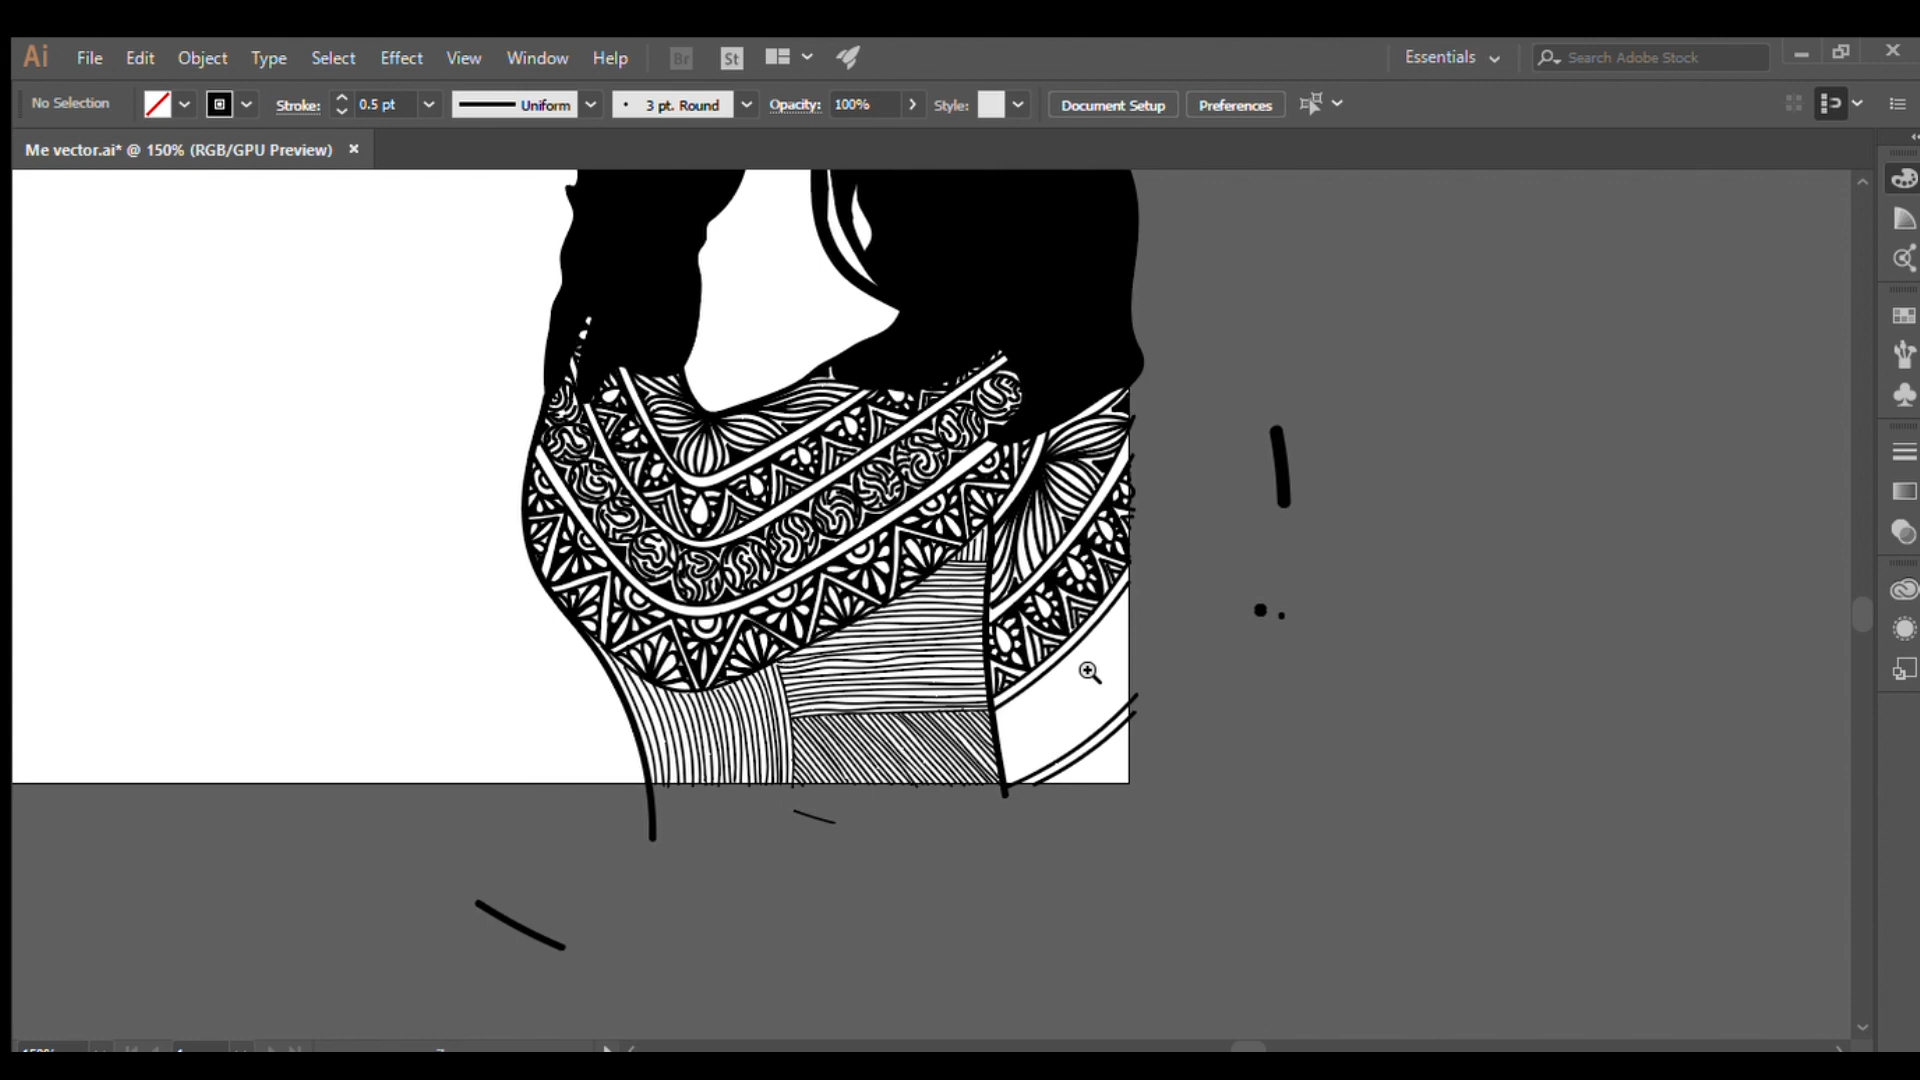 Ai File Edit Object Type Select Effect View Window Help Br St Essentials Search Adobe Stock
No Selection Stroke: 0.5 pt Uniform 3 pt. Round Opacity: 100% Style: Document Setup Preferences
Me vector.ai* @ 150% (RGB/GPU Preview)